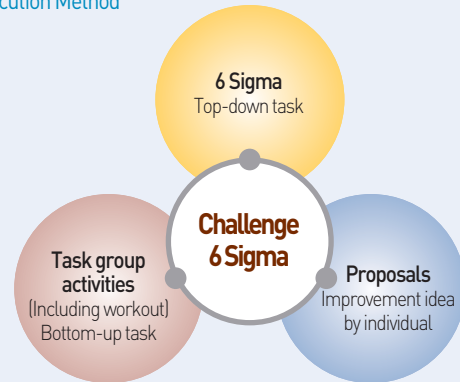 Method
6 Sigma
Top-down task
Challenge
6 Sigma
Task group
activities
(Including workout)
Bottom-up task
Proposals
Improvement idea
by individual